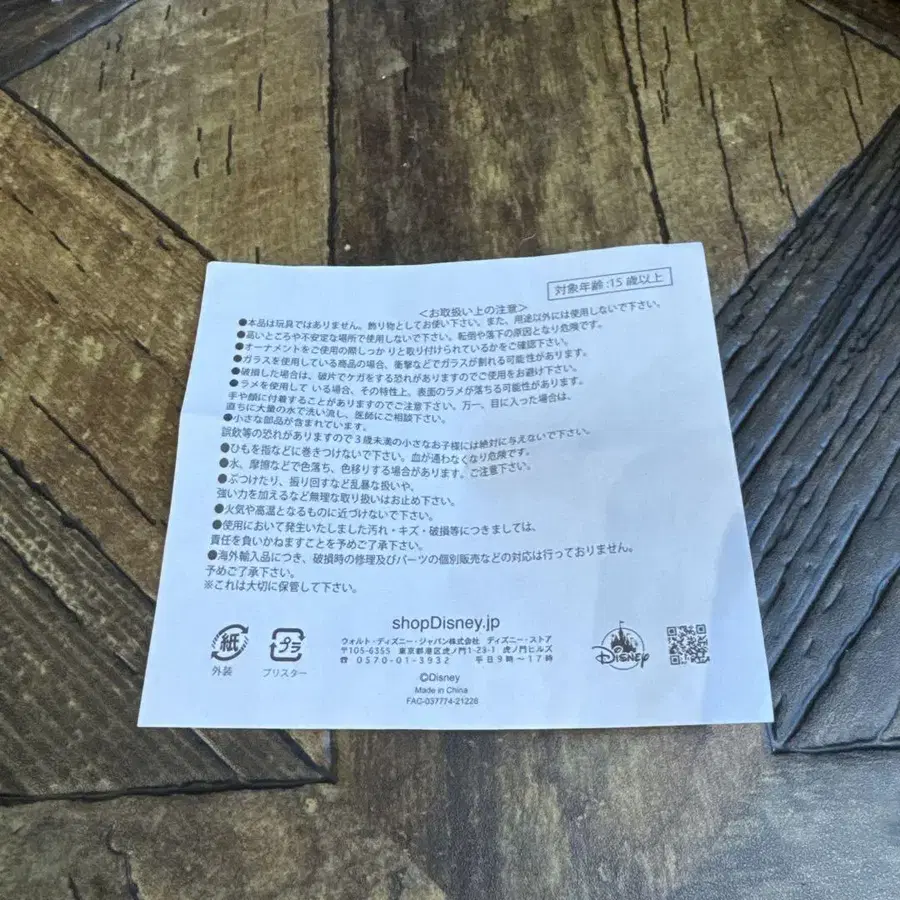 対象年齢:15 歳以上
<お取扱い上の注意>
●本品は玩具ではありません。飾り物としてお使い下さい。また、用途以外には使用しないで下さい。
●高いところや不安定な場所で使用しないで下さい。転倒や落下の原因となり危険です。
●オーナメントをご使用の際しっか りと取り付けられているかをご確認下さい。
●ガラスを使用している商品の場合、衝撃などでガラスが割れる可能性があります。
●破損した場合は、破片でケガをする恐れがありますのでご使用をお避け下さい。
●ラメを使用して いる場合、その特性上、表面のラメが落ちる可能性があります。
手や顔に付着することがありますのでご注意下さい。万一、目に入った場合は、
直ちに大量の水で洗い流し、医師にご相談下さい。
●小さな部品が含まれています。
誤飲等の恐れがありますので3歳未満の小さなお子様には絶対に与えないで下さい。
●ひもを指などに巻きつけないで下さい。血が通わなくなり危険です。
●水、摩擦などで色落ち、色移りする場合があります。ご注意下さい。
●ぶつけたり、振り回すなど乱暴な扱いや、
強い力を加えるなど無理な取り扱いはお止め下さい。
●火気や高温となるものに近づけないで下さい。
●使用において発生いたしました汚れ・キズ・破損等につきましては、
責任を負いかねますことを予めご了承下さい。
●海外輸入品につき、破損時の修理及びパーツの個別販売などの対応は行っておりません。
予めご了承下さい。
※これは大切に保管して下さい。
紙
外装
プラ
ブリスター
shopDisney.jp
ウォルト・ディズニー・ジャパン株式会社 ディズニー・ストア
〒105-6355 東京都港区虎ノ門1-23-1 虎ノ門ヒルズ
☎0570-01-3932 平日9時〜17時
©Disney
Made in China
FAC-037774-21228
Disney